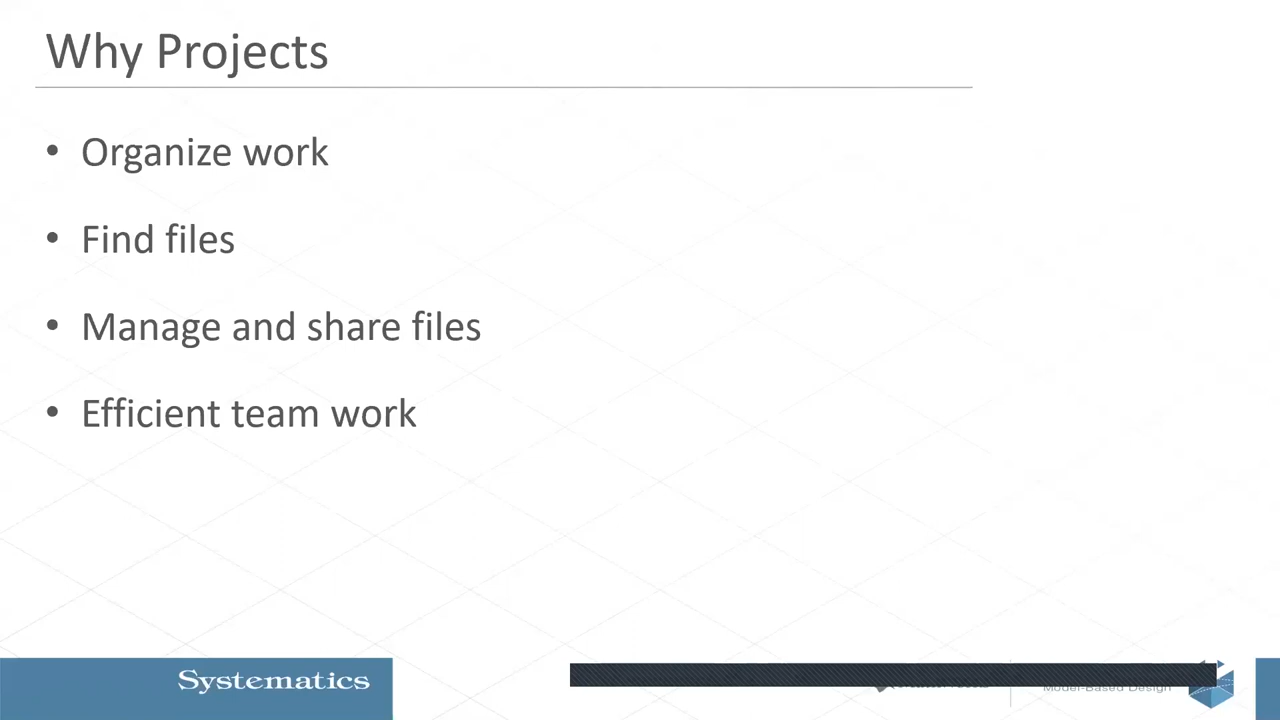 Why Projects
• Organize work
• Find files
• Manage and share files
• Efficient team work
Systematics
Model-Based Design